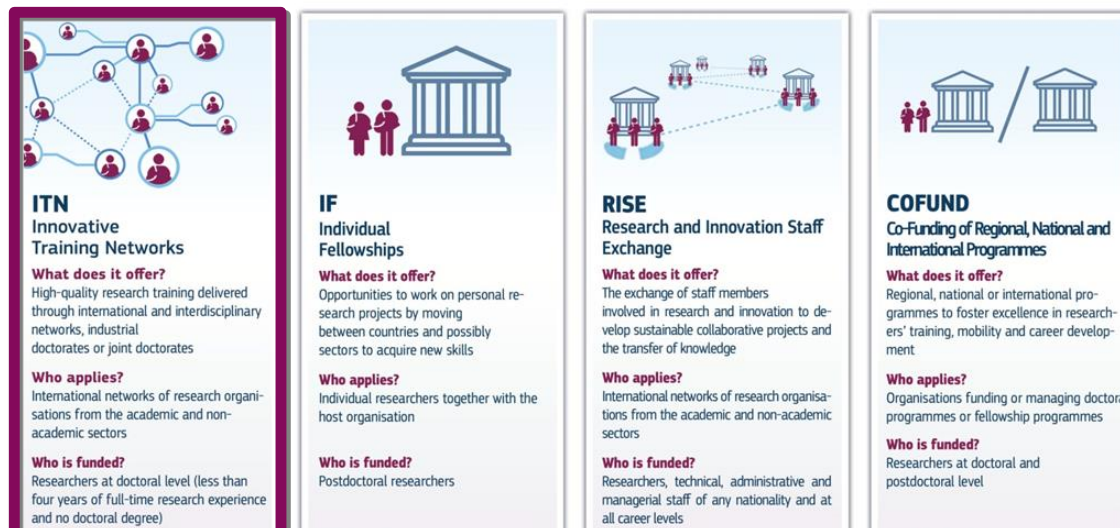 ITN
Innovative
Training Networks
What does it offer?
High-quality research training delivered
through international and interdisciplinary
networks, industrial
doctorates or joint doctorates
Who applies?
International networks of research organi-
sations from the academic and non-
academic sectors
Who is funded?
Researchers at doctoral level (less than
four years of full-time research experience
and no doctoral degree)
IF
Individual
Fellowships
What does it offer?
Opportunities to work on personal re-
search projects by moving
between countries and possibly
sectors to acquire new skills
Who applies?
Individual researchers together with the
host organisation
Who is funded?
Postdoctoral researchers
RISE
Research and Innovation Staff
Exchange
What does it offer?
The exchange of staff members
involved in research and innovation to de-
velop sustainable collaborative projects and
the transfer of knowledge
Who applies?
International networks of research organisa-
tions from the academic and non-academic
sectors
Who is funded?
Researchers, technical, administrative and
managerial staff of any nationality and at
all career levels
COFUND
Co-Funding of Regional, National and
International Programmes
What does it offer?
Regional, national or international pro-
grammes to foster excellence in research-
ers' training, mobility and career develop-
ment
Who applies?
Organisations funding or managing doctora
programmes or fellowship programmes
Who is funded?
Researchers at doctoral and
postdoctoral level